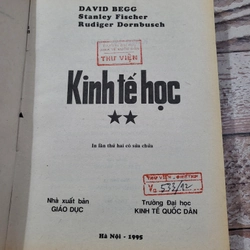 DAVID BEGG
Stanley Fischer
Rudiger Dornbusch
THƯ VIỆN
Kinh tế học
In lần thứ hai có sửa chữa
Nhà xuất bản
GIÁO DỤC
Trường Đại học
KINH TẾ QUỐC DÂN
Hà Nội - 1995